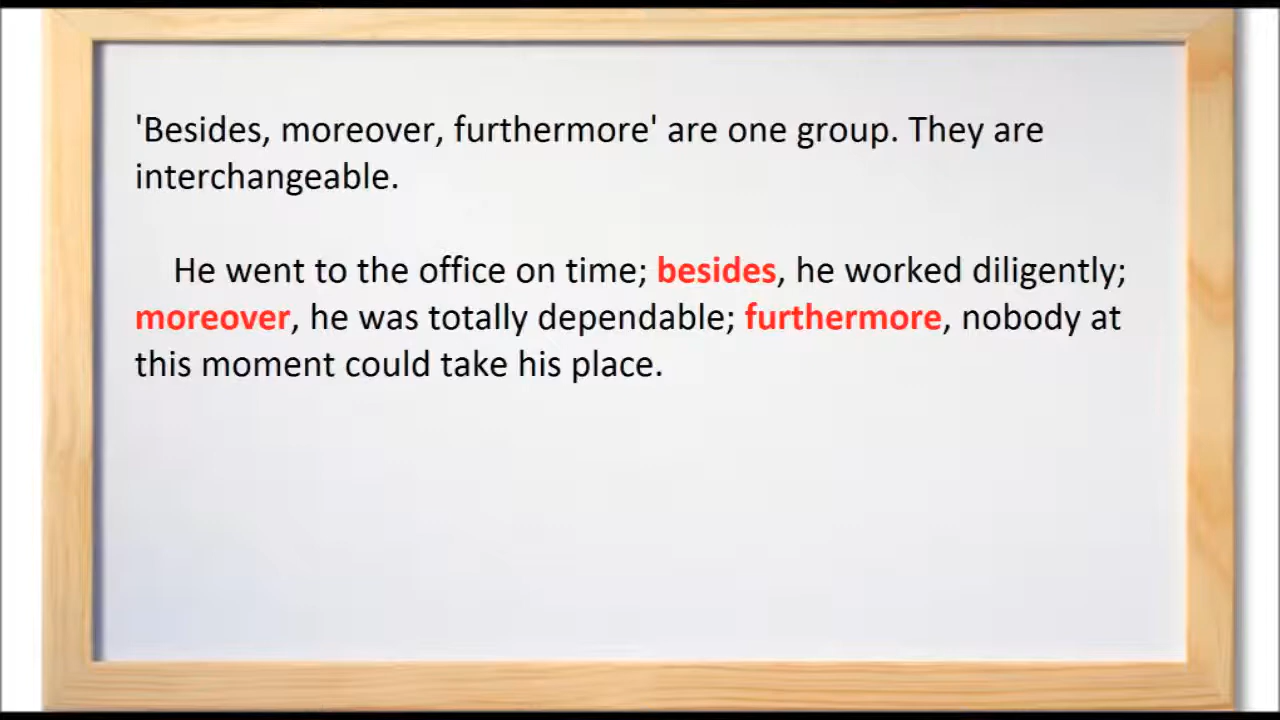 'Besides, moreover, furthermore' are one group. They are
interchangeable.
He went to the office on time; besides, he worked diligently;
moreover, he was totally dependable; furthermore, nobody at
this moment could take his place.